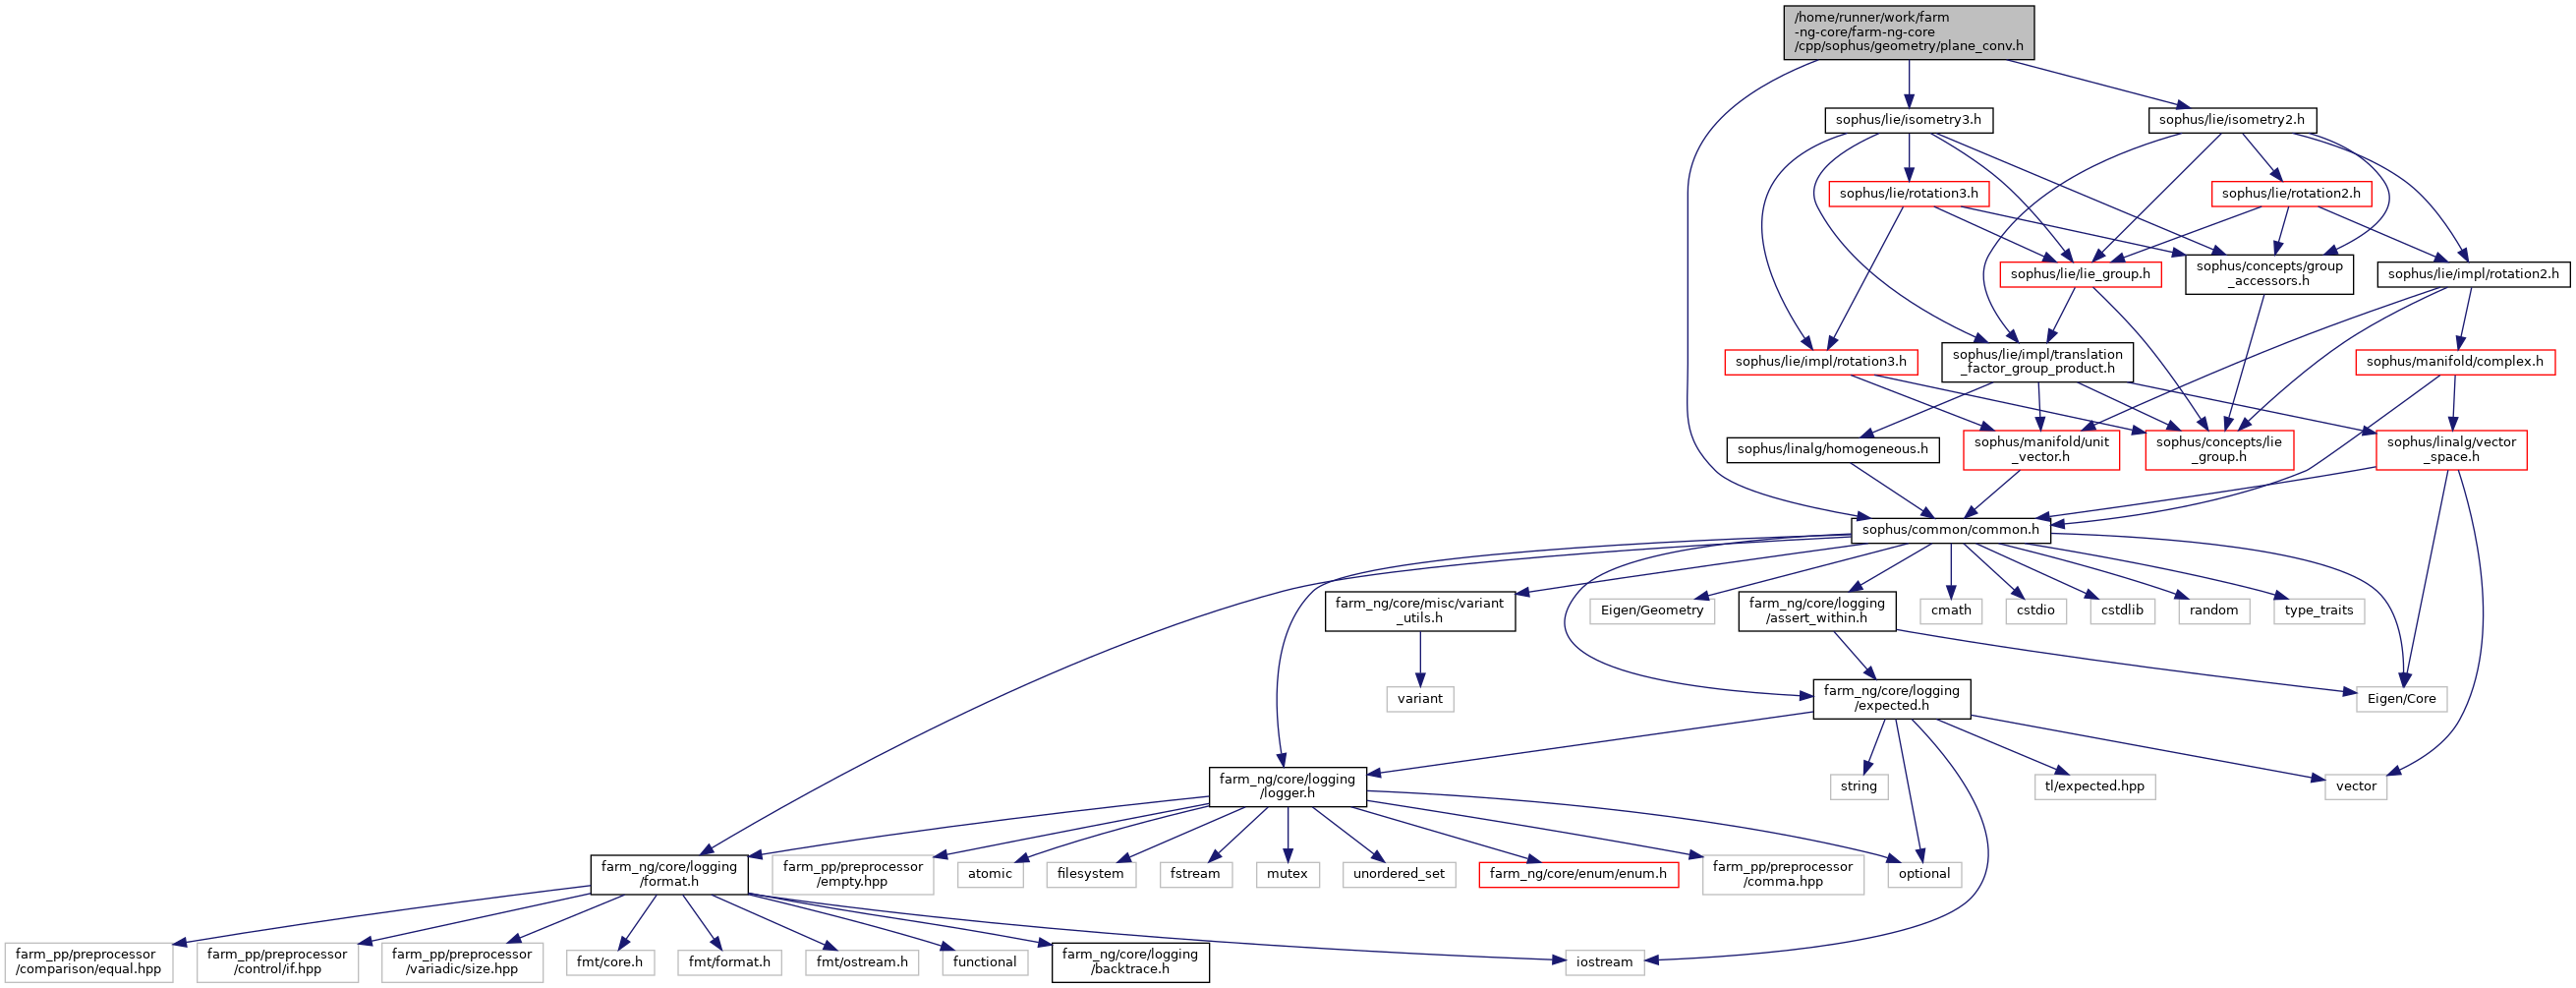 /home/runner/work/farm
-ng-core/farm-ng-core
/cpp/sophus/geometry/plane_conv.h
sophus/lie/isometry3.h
sophus/lie/isometry2.h
sophus/lie/rotation3.h
sophus/lie/rotation2.h
sophus/lie/lie_group.h
sophus/concepts/group
_accessors.h
sophus/lie/impl/rotation2.h
sophus/lie/impl/rotation3.h
sophus/lie/impl/translation
_factor_group_product.h
sophus/manifold/complex.h
sophus/linalg/homogeneous.h
sophus/manifold/unit
_vector.h
sophus/concepts/lie
_group.h
sophus/linalg/vector
_space.h
sophus/common/common.h
farm_ng/core/misc/variant
_utils.h
Eigen/Geometry
farm_ng/core/logging
/assert_within.h
cmath
cstdio
cstdlib
random
type_traits
variant
farm_ng/core/logging
/expected.h
Eigen/Core
farm_ng/core/logging
/logger.h
string
tl/expected.hpp
vector
farm_ng/core/logging
/format.h
farm_pp/preprocessor
/empty.hpp
atomic
filesystem
fstream
mutex
unordered_set
farm_ng/core/enum/enum.h
farm_pp/preprocessor
/comma.hpp
optional
farm_pp/preprocessor
/comparison/equal.hpp
farm_pp/preprocessor
/control/if.hpp
farm_pp/preprocessor
/variadic/size.hpp
fmt/core.h
fmt/format.h
fmt/ostream.h
functional
farm_ng/core/logging
/backtrace.h
iostream